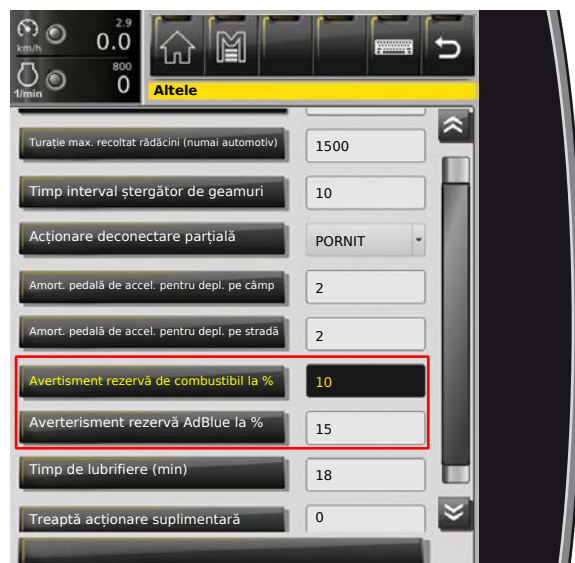 2.9
km/h 0.0
800
1/min 0
Altele
Turație max. recoltat rădăcini (numai automotiv) 1500
Timp interval ștergător de geamuri 10
Acționare deconectare parțială PORNIT
Amort. pedală de accel. pentru depl. pe câmp 2
Amort. pedală de accel. pentru depl. pe stradă 2
Avertisment rezervă de combustibil la % 10
Averterisment rezervă AdBlue la % 15
Timp de lubrifiere (min) 18
Treaptă acționare suplimentară 0